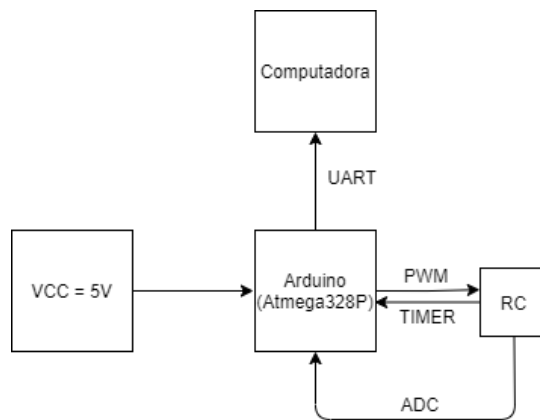 Computadora
UART
VCC = 5V
Arduino
(Atmega328P)
PWM
TIMER
RC
ADC